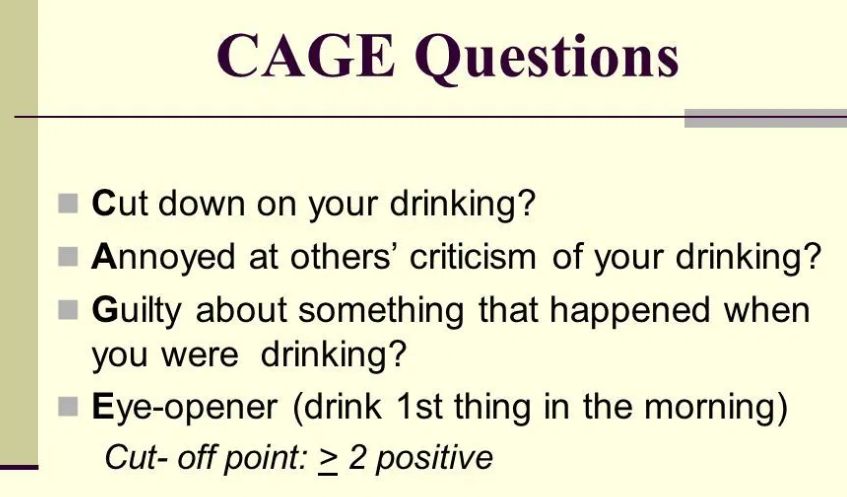 CAGE Questions
Cut down on your drinking?
Annoyed at others’ criticism of your drinking?
Guilty about something that happened when
you were drinking?
Eye-opener (drink 1st thing in the morning)
Cut- off point: ≥ 2 positive